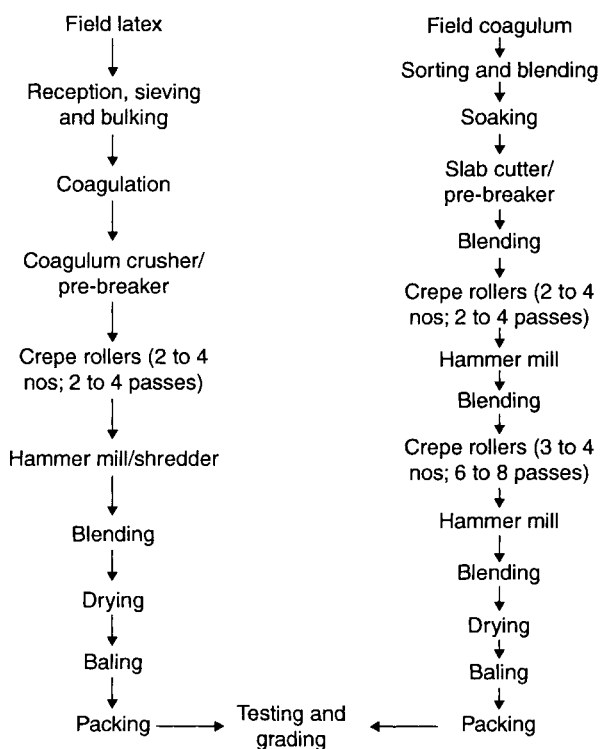 Field latex
Reception, sieving
and bulking
Coagulation
Coagulum crusher/
pre-breaker
Crepe rollers (2 to 4
nos; 2 to 4 passes)
Hammer mill/shredder
Blending
Drying
Baling
Packing
Field coagulum
Sorting and blending
Soaking
Slab cutter/
pre-breaker
Blending
Crepe rollers (2 to 4
nos; 2 to 4 passes)
Hammer mill
Blending
Crepe rollers (3 to 4
nos; 6 to 8 passes)
Hammer mill
Blending
Drying
Baling
Packing
Testing and
grading